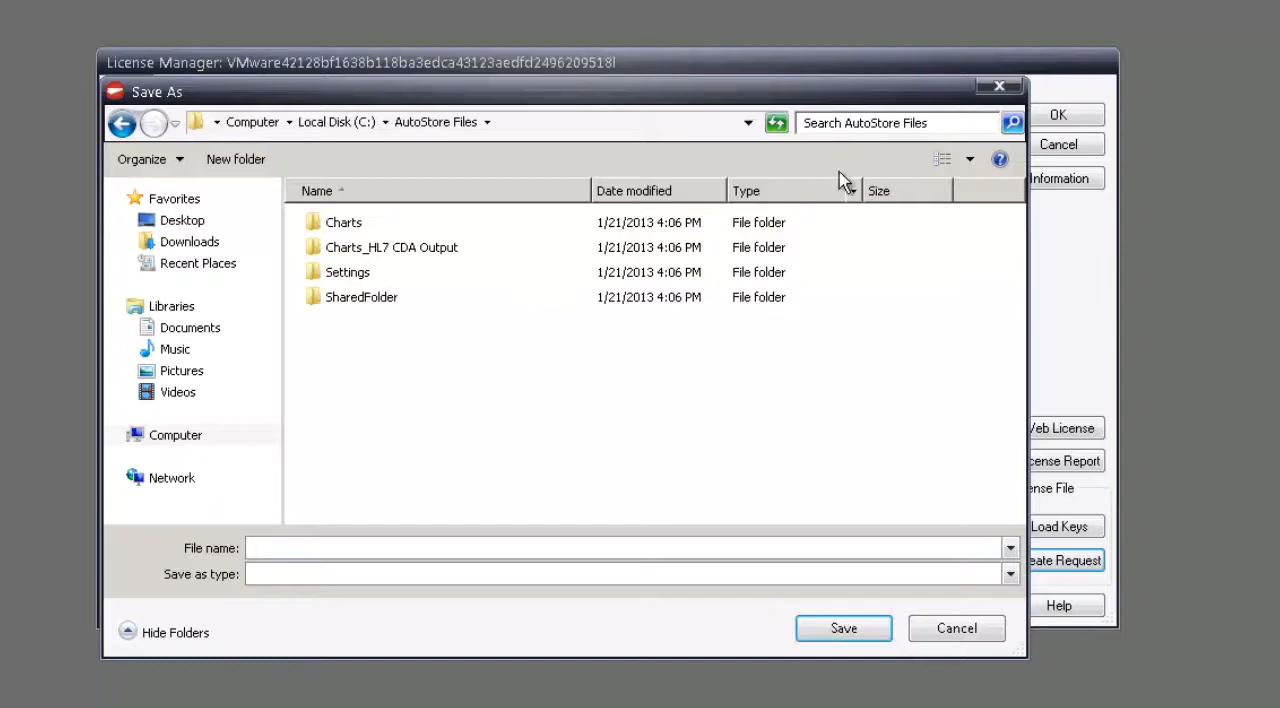 License Manager: VMware42128bf1638b118ba3edca43123aedfd2496209518l
Save As
Computer Local Disk (C:) AutoStore Files
Search AutoStore Files
OK
Cancel
Organize New folder
Information
Name Date modified Type Size
Favorites
Desktop
Downloads
Recent Places
Libraries
Documents
Music
Pictures
Videos
Computer
Network
Charts 1/21/2013 4:06 PM File folder
Charts_HL7 CDA Output 1/21/2013 4:06 PM File folder
Settings 1/21/2013 4:06 PM File folder
SharedFolder 1/21/2013 4:06 PM File folder
Web License
cense Report
ense File
Load Keys
eate Request
Help
File name:
Save as type:
Hide Folders
Save Cancel